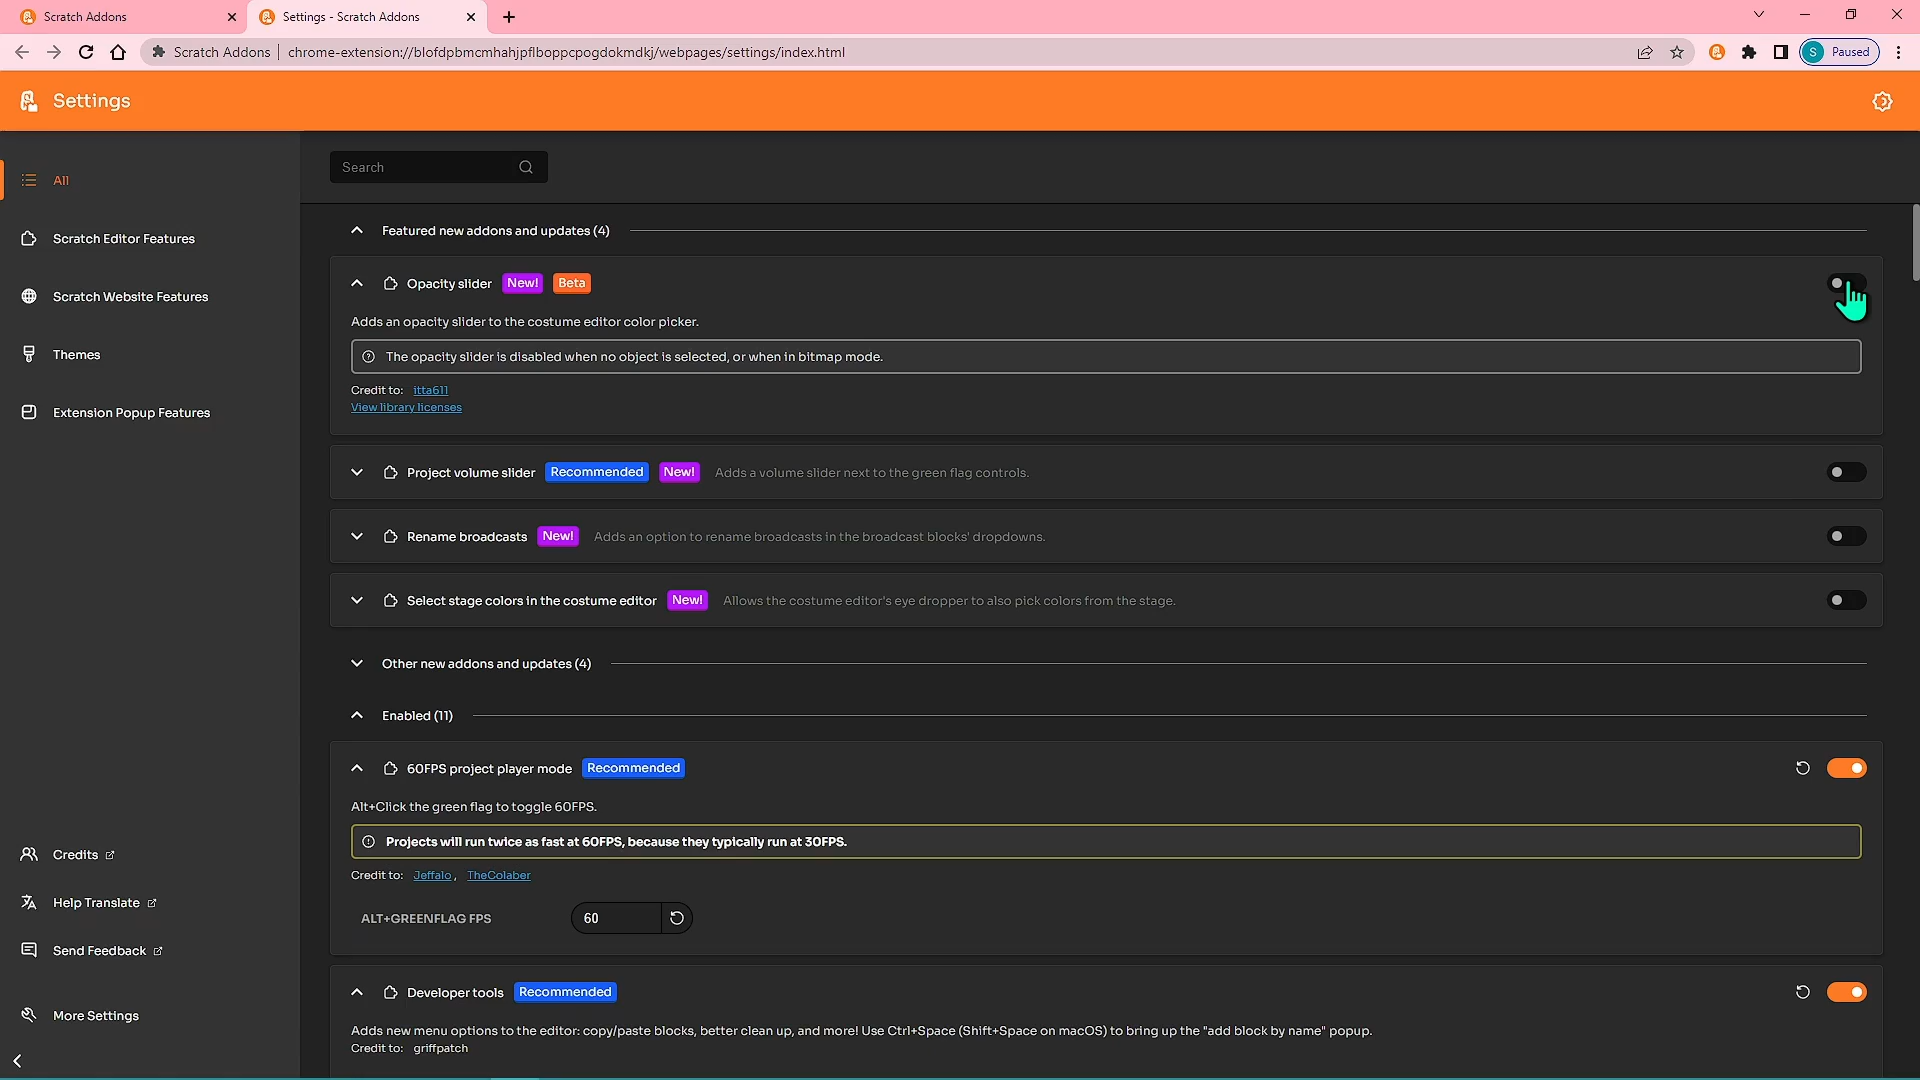 Scratch Addons
Settings - Scratch Addons
Scratch Addons | chrome-extension://blofdpbmcmhahjpflboppcpogdokmdkj/webpages/settings/index.html
S Paused
Settings
All
Scratch Editor Features
Scratch Website Features
Themes
Extension Popup Features
Credits
Help Translate
Send Feedback
More Settings
Search
Featured new addons and updates (4)
Opacity slider New! Beta
Adds an opacity slider to the costume editor color picker.
The opacity slider is disabled when no object is selected, or when in bitmap mode.
Credit to: itta611
View library licenses
Project volume slider Recommended New! Adds a volume slider next to the green flag controls.
Rename broadcasts New! Adds an option to rename broadcasts in the broadcast blocks' dropdowns.
Select stage colors in the costume editor New! Allows the costume editor's eye dropper to also pick colors from the stage.
Other new addons and updates (4)
Enabled (11)
60FPS project player mode Recommended
Alt+Click the green flag to toggle 60FPS.
Projects will run twice as fast at 60FPS, because they typically run at 30FPS.
Credit to: Jeffalo, TheColaber
ALT+GREENFLAG FPS 60
Developer tools Recommended
Adds new menu options to the editor: copy/paste blocks, better clean up, and more! Use Ctrl+Space (Shift+Space on macOS) to bring up the "add block by name" popup.
Credit to: griffpatch